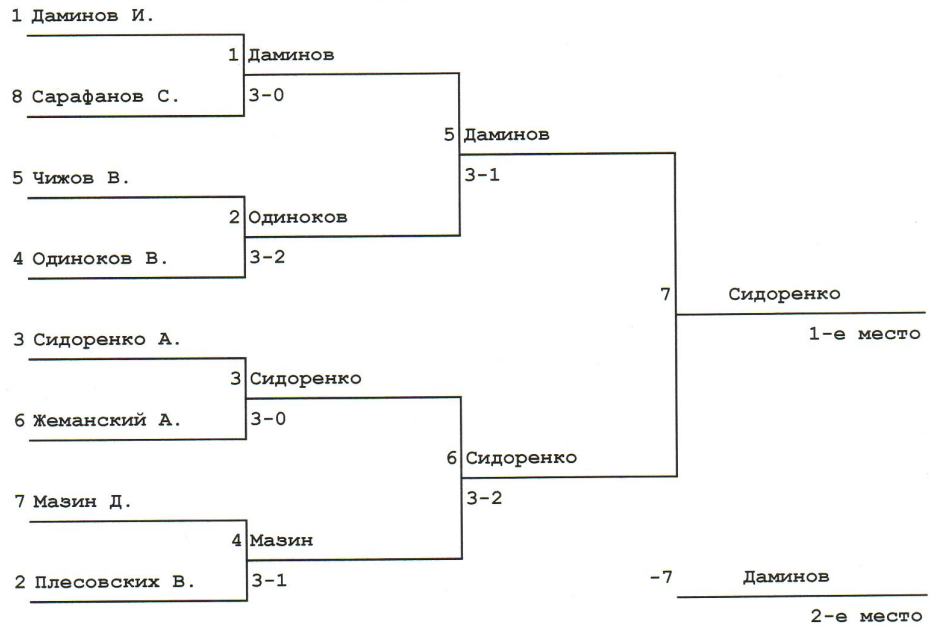 1 Даминов И.
1 Даминов
8 Сарафанов С.
3-0
5 Даминов
3-1
5 Чижов В.
2 Одиноков
4 Одиноков В.
3-2
7 Сидоренко
1-е место
3 Сидоренко А.
3 Сидоренко
6 Жеманский А.
3-0
6 Сидоренко
3-2
7 Мазин Д.
4 Мазин
2 Плесовских В.
3-1
-7 Даминов
2-е место